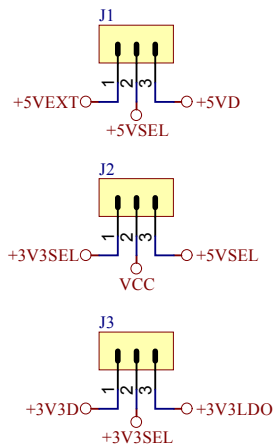 J1
1 2 3
+5VEXT +5VD
+5VSEL
J2
1 2 3
+3V3SEL +5VSEL
VCC
J3
1 2 3
+3V3D +3V3LDO
+3V3SEL